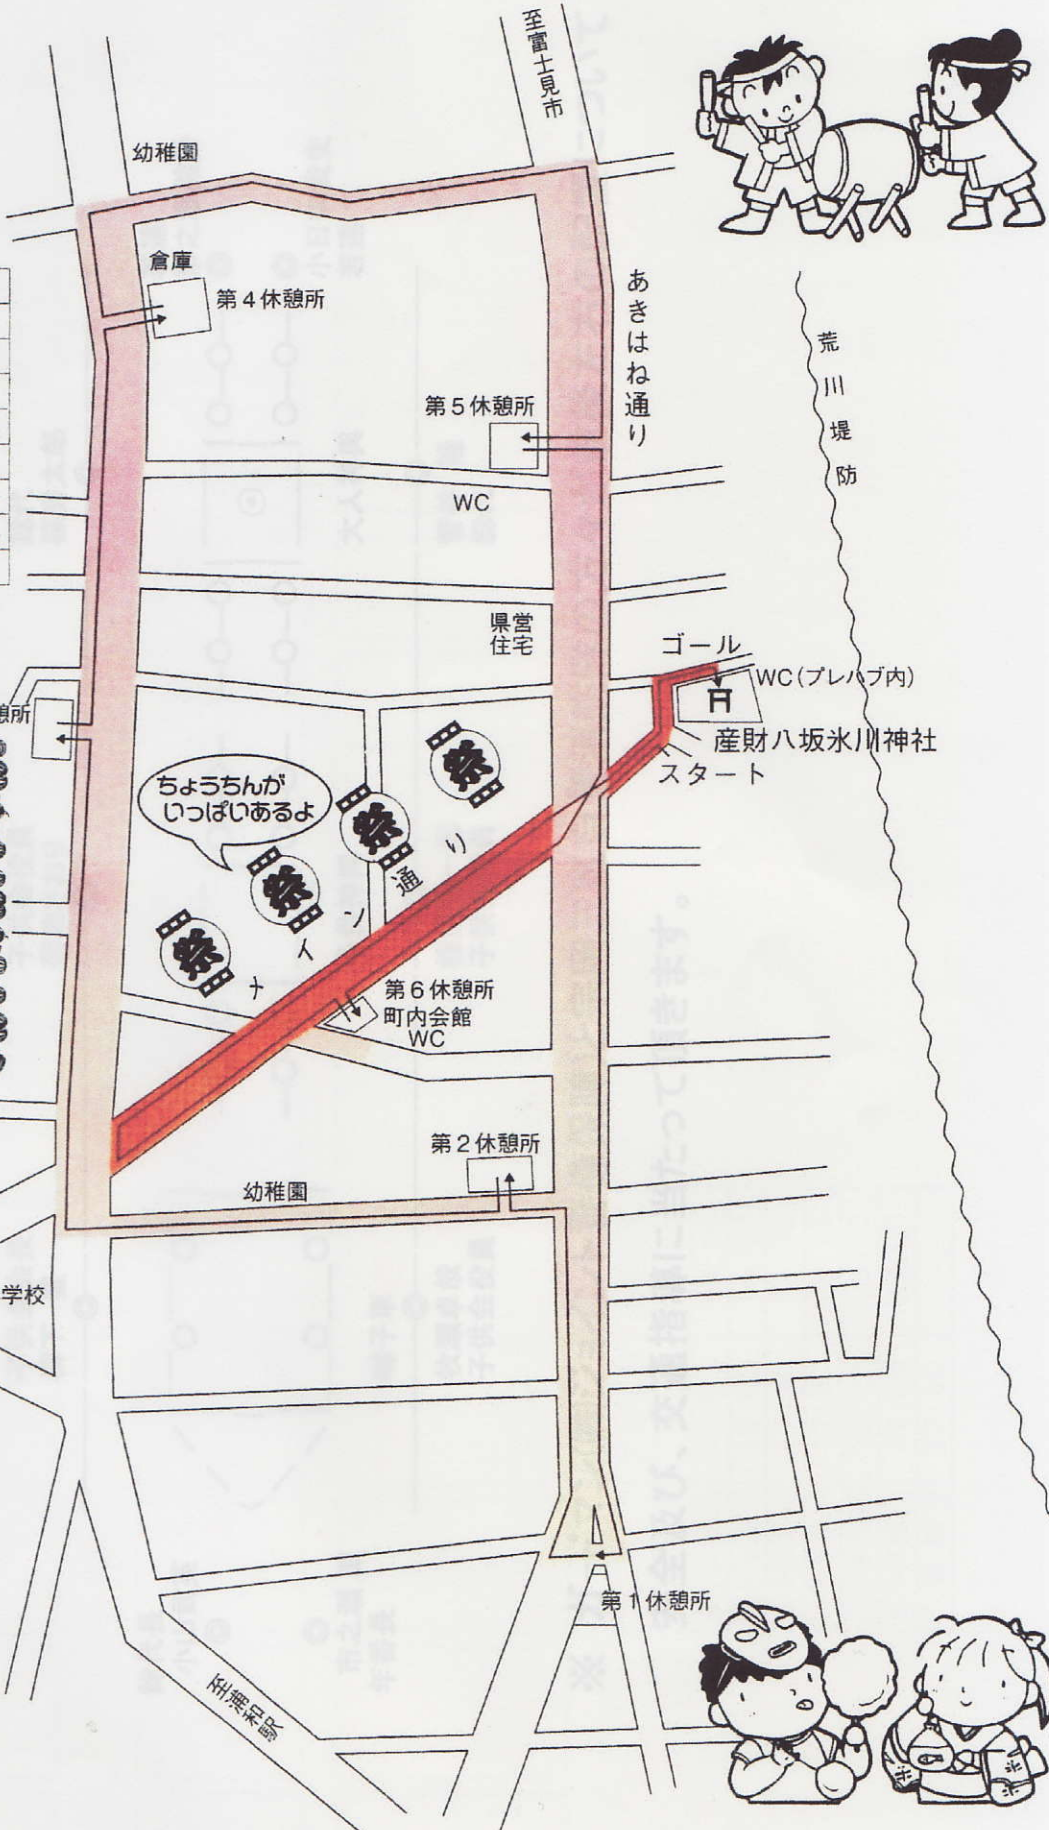 至富士見市
幼稚園
倉庫
第4休憩所
あきはね通り
荒川堤防
第5休憩所
WC
県営
住宅
ゴール
WC(プレハブ内)
産財八坂氷川神社
スタート
憩所
ちょうちんが
いっぱいあるよ
祭
祭
祭
祭
ナイン通り
第6休憩所
町内会館
WC
第2休憩所
幼稚園
学校
第1休憩所
至浦和駅